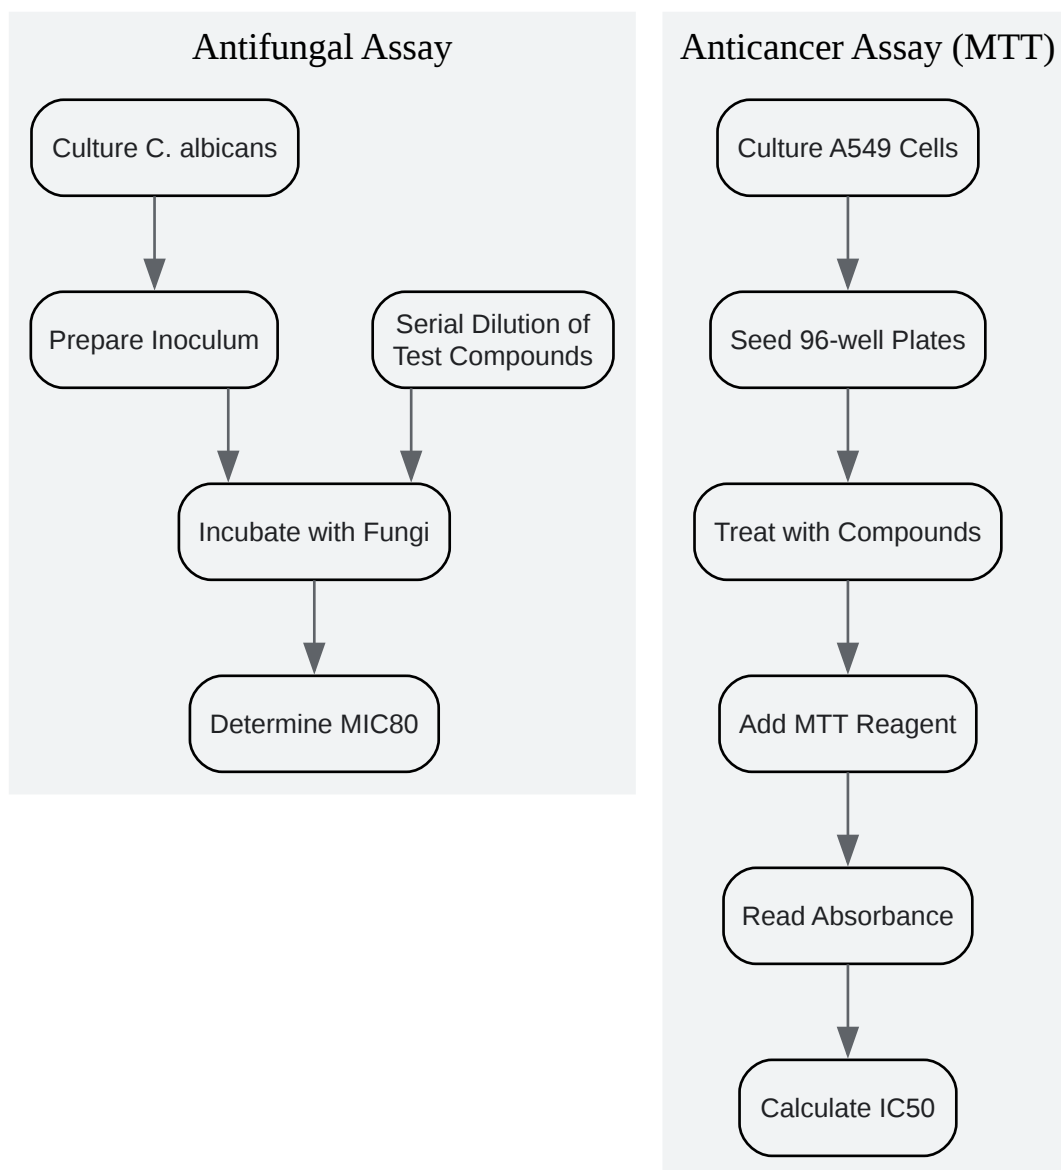 Antifungal Assay
Culture C. albicans
Prepare Inoculum
Serial Dilution of
Test Compounds
Incubate with Fungi
Determine MIC80
Anticancer Assay (MTT)
Culture A549 Cells
Seed 96-well Plates
Treat with Compounds
Add MTT Reagent
Read Absorbance
Calculate IC50